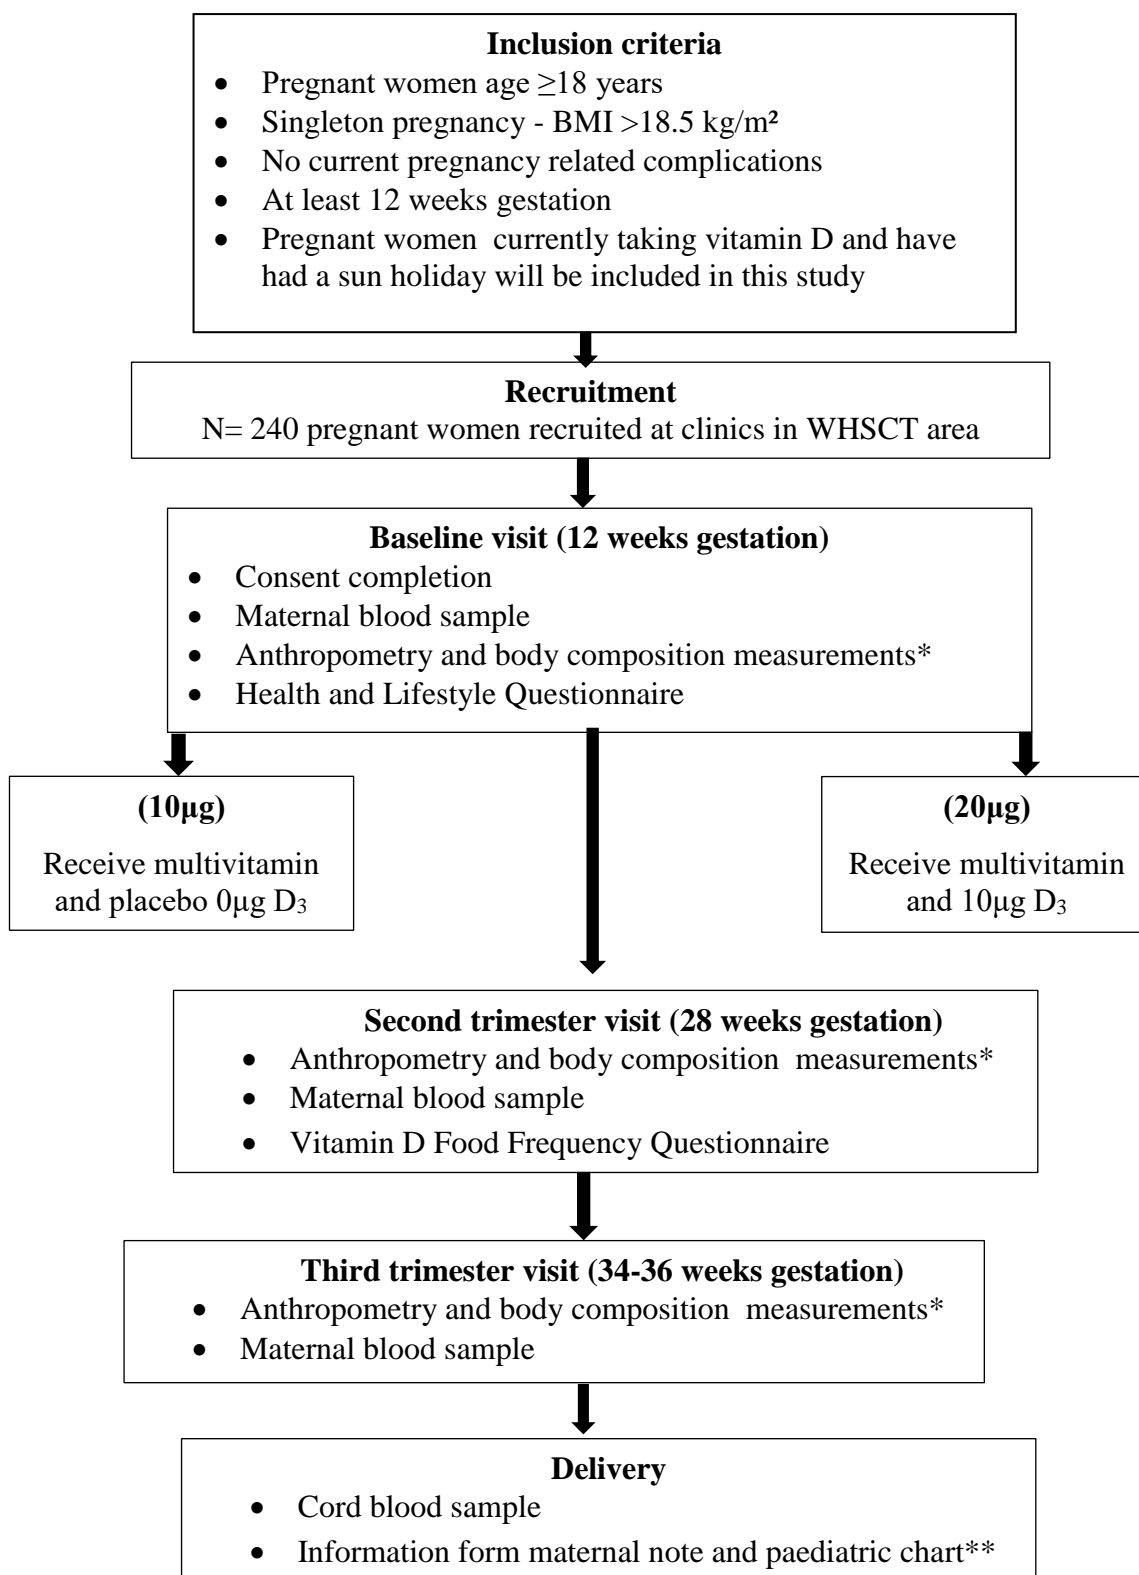 Inclusion criteria
• Pregnant women age ≥18 years
• Singleton pregnancy - BMI >18.5 kg/m²
• No current pregnancy related complications
• At least 12 weeks gestation
• Pregnant women currently taking vitamin D and have
had a sun holiday will be included in this study
Recruitment
N= 240 pregnant women recruited at clinics in WHSCT area
Baseline visit (12 weeks gestation)
• Consent completion
• Maternal blood sample
• Anthropometry and body composition measurements*
• Health and Lifestyle Questionnaire
(10µg)
Receive multivitamin
and placebo 0µg D₃
(20µg)
Receive multivitamin
and 10µg D₃
Second trimester visit (28 weeks gestation)
• Anthropometry and body composition measurements*
• Maternal blood sample
• Vitamin D Food Frequency Questionnaire
Third trimester visit (34-36 weeks gestation)
• Anthropometry and body composition measurements*
• Maternal blood sample
Delivery
• Cord blood sample
• Information form maternal note and paediatric chart**